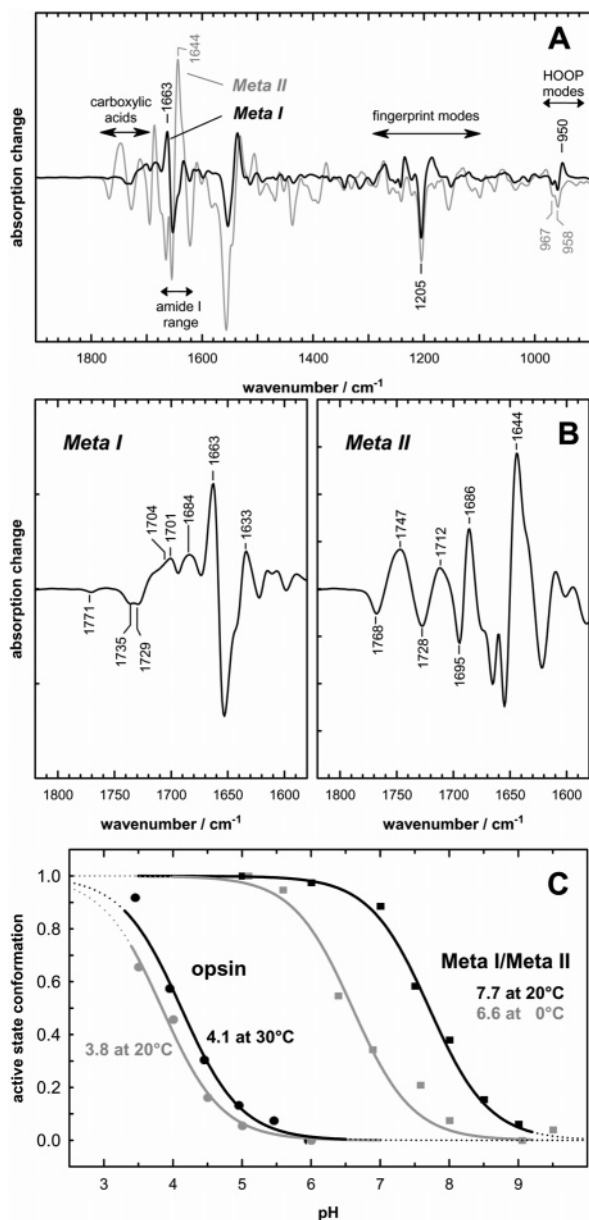 A
1644
Meta II
carboxylic
acids
1663
Meta I
fingerprint modes
HOOP
modes
950
967
958
1205
amide I
range
absorption change
1800 1600 1400 1200 1000
wavenumber / cm-1
B
Meta I
1663
1704
1701
1684
1633
1771
1735
1729
absorption change
1800 1750 1700 1650 1600
wavenumber / cm-1
Meta II
1644
1747
1712
1686
1768
1728
1695
1800 1750 1700 1650 1600
wavenumber / cm-1
C
1.0
0.8
0.6
0.4
0.2
0.0
active state conformation
opsin
3.8 at 20°C
4.1 at 30°C
Meta I/Meta II
7.7 at 20°C
6.6 at 0°C
3 4 5 6 7 8 9
pH